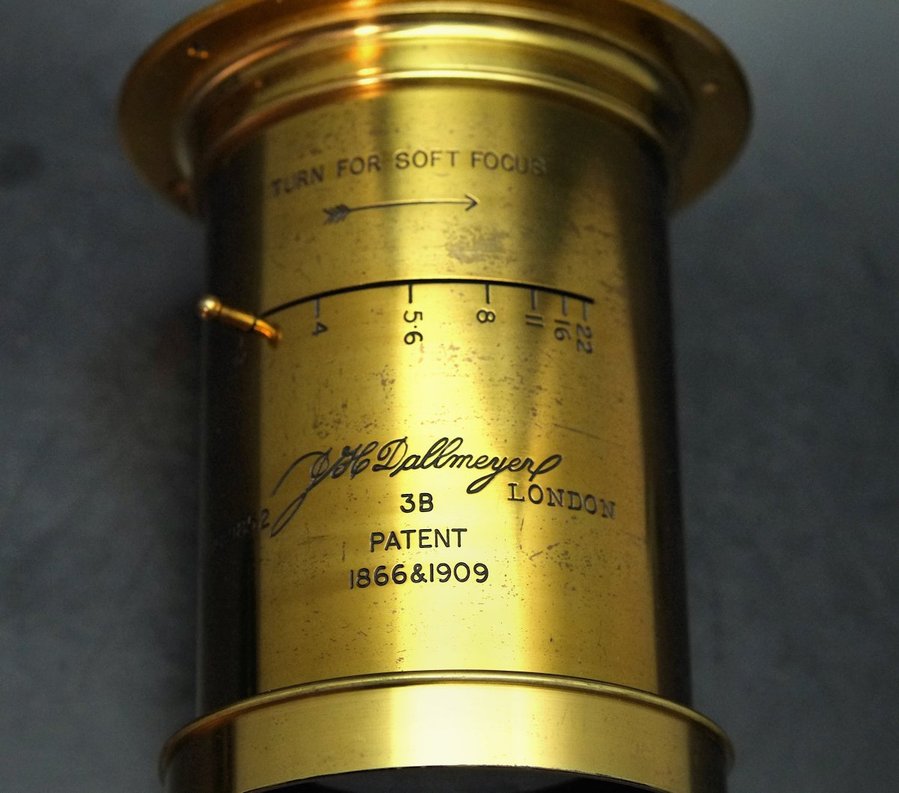 TURN FOR SOFT FOCUS
4 5·6 8 11 16 22
J H Dallmeyer
LONDON
3B
PATENT
1866&1909